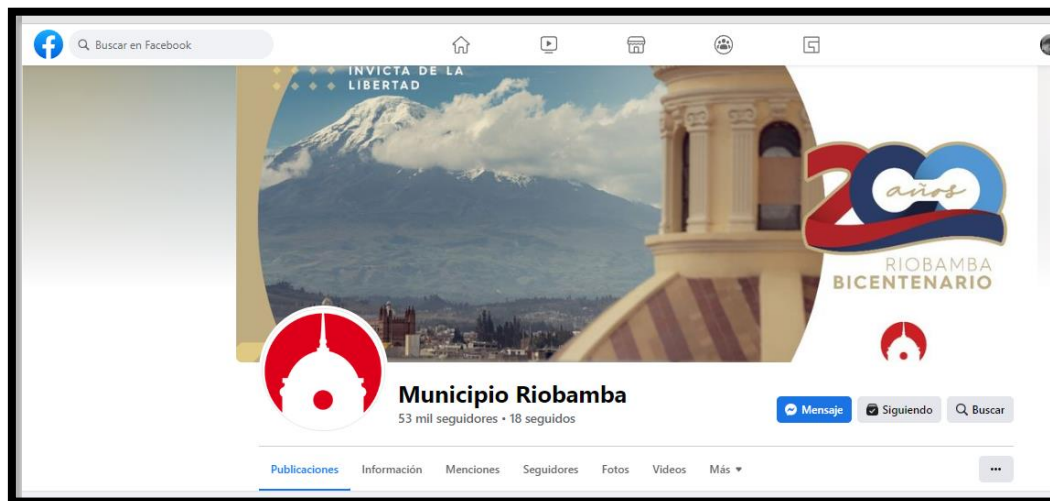 Buscar en Facebook
INVICTA DE LA
LIBERTAD
200
años
RIOBAMBA
BICENTENARIO
Municipio Riobamba
53 mil seguidores • 18 seguidos
Mensaje
Siguiendo
Buscar
Publicaciones Información Menciones Seguidores Fotos Videos Más